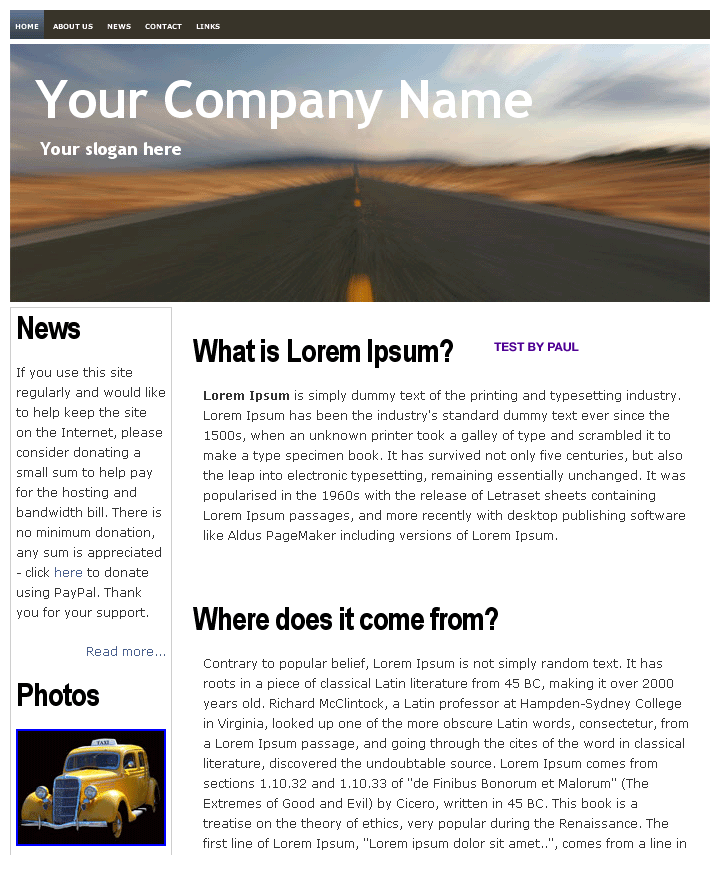 HOME ABOUT US NEWS CONTACT LINKS
Your Company Name
Your slogan here
News
If you use this site
regularly and would like
to help keep the site
on the Internet, please
consider donating a
small sum to help pay
for the hosting and
bandwidth bill. There is
no minimum donation,
any sum is appreciated
- click here to donate
using PayPal. Thank
you for your support.
Read more...
Photos
TAXI
What is Lorem Ipsum?
TEST BY PAUL
Lorem Ipsum is simply dummy text of the printing and typesetting industry.
Lorem Ipsum has been the industry's standard dummy text ever since the
1500s, when an unknown printer took a galley of type and scrambled it to
make a type specimen book. It has survived not only five centuries, but also
the leap into electronic typesetting, remaining essentially unchanged. It was
popularised in the 1960s with the release of Letraset sheets containing
Lorem Ipsum passages, and more recently with desktop publishing software
like Aldus PageMaker including versions of Lorem Ipsum.
Where does it come from?
Contrary to popular belief, Lorem Ipsum is not simply random text. It has
roots in a piece of classical Latin literature from 45 BC, making it over 2000
years old. Richard McClintock, a Latin professor at Hampden-Sydney College
in Virginia, looked up one of the more obscure Latin words, consectetur, from
a Lorem Ipsum passage, and going through the cites of the word in classical
literature, discovered the undoubtable source. Lorem Ipsum comes from
sections 1.10.32 and 1.10.33 of "de Finibus Bonorum et Malorum" (The
Extremes of Good and Evil) by Cicero, written in 45 BC. This book is a
treatise on the theory of ethics, very popular during the Renaissance. The
first line of Lorem Ipsum, "Lorem ipsum dolor sit amet..", comes from a line in